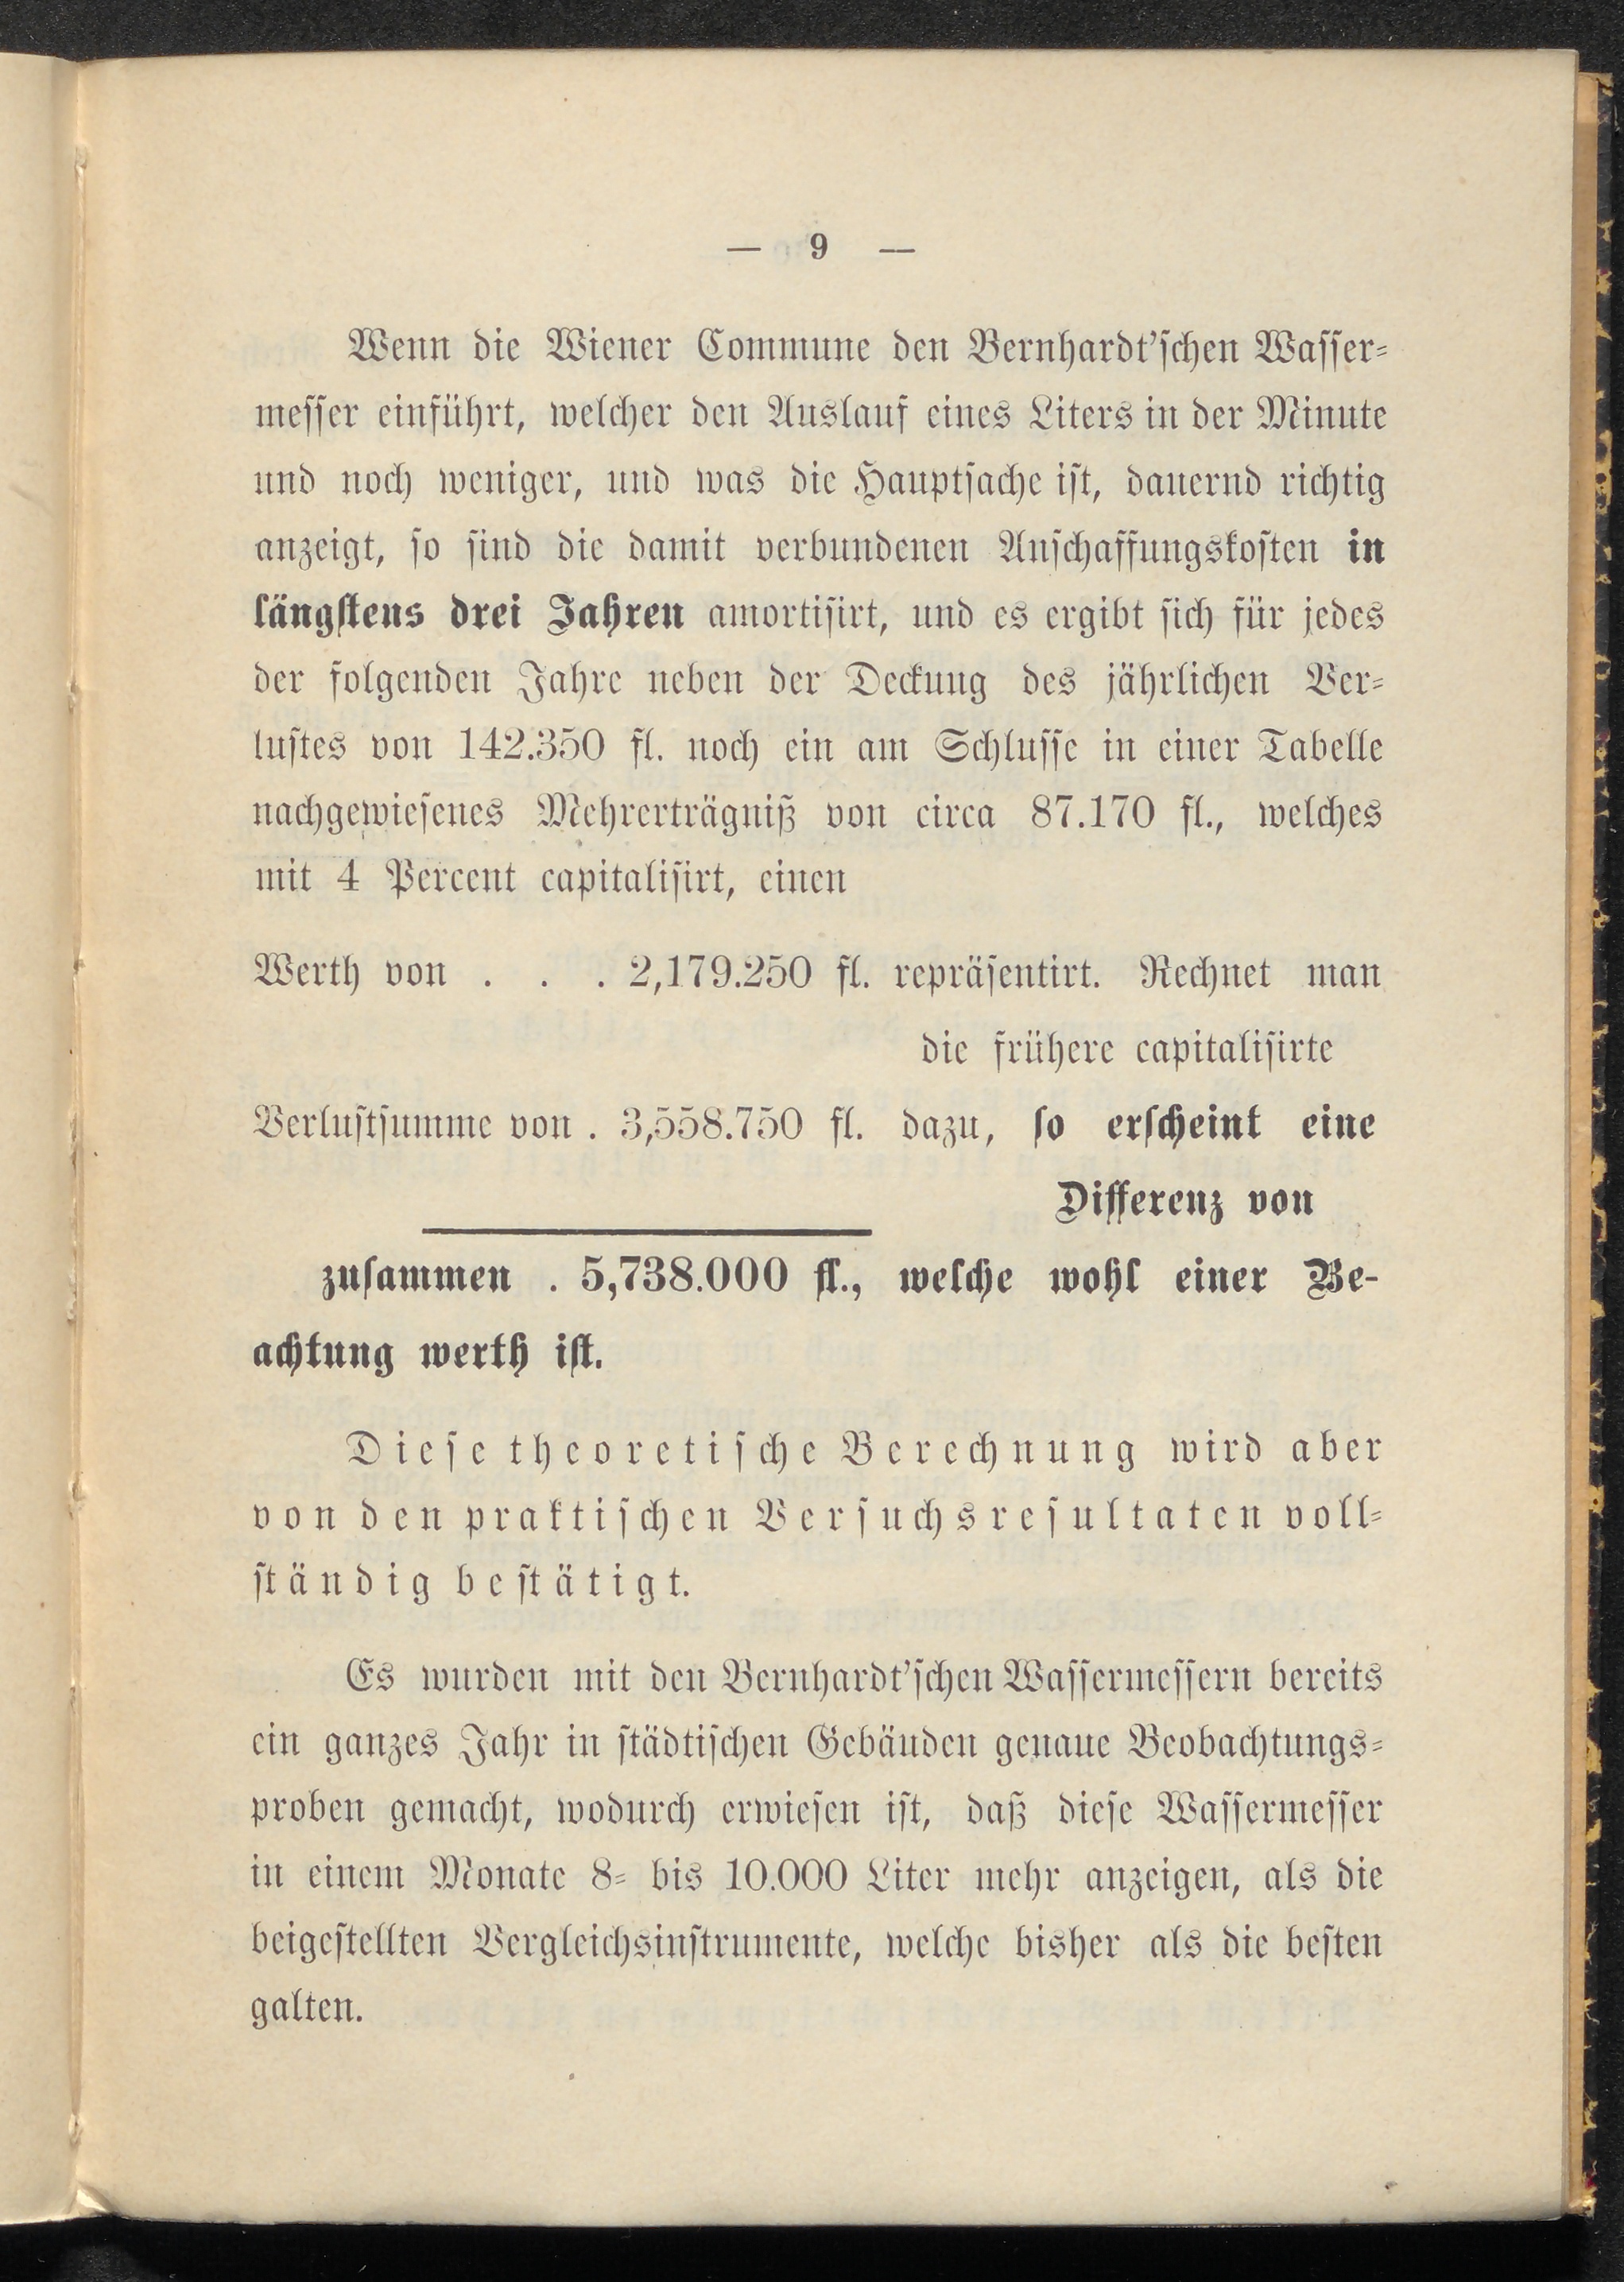 — 9 —
Wenn die Wiener Commune den Bernhardt'ſchen Waſſer⸗
meſſer einführt, welcher den Auslauf eines Liters in der Minute
und noch weniger, und was die Hauptſache iſt, dauernd richtig
anzeigt, ſo ſind die damit verbundenen Anſchaffungskoſten in
längſtens drei Jahren amortiſirt, und es ergibt ſich für jedes
der folgenden Jahre neben der Deckung des jährlichen Ver⸗
luſtes von 142.350 fl. noch ein am Schluſſe in einer Tabelle
nachgewieſenes Mehrerträgniß von circa 87.170 fl., welches
mit 4 Percent capitaliſirt, einen
Werth von . . . 2,179.250 fl. repräſentirt. Rechnet man
die frühere capitaliſirte
Verluſtſumme von . 3,558.750 fl. dazu, ſo erſcheint eine
Differenz von
zuſammen . 5,738.000 fl., welche wohl einer Be-
achtung werth iſt.
Dieſe theoretiſche Berechnung wird aber
von den praktiſchen Verſuchsreſultaten voll⸗
ſtändig beſtätigt.
Es wurden mit den Bernhardt'ſchen Waſſermeſſern bereits
ein ganzes Jahr in ſtädtiſchen Gebäuden genaue Beobachtungs⸗
proben gemacht, wodurch erwieſen iſt, daß dieſe Waſſermeſſer
in einem Monate 8⸗ bis 10.000 Liter mehr anzeigen, als die
beigeſtellten Vergleichsinſtrumente, welche bisher als die beſten
galten.